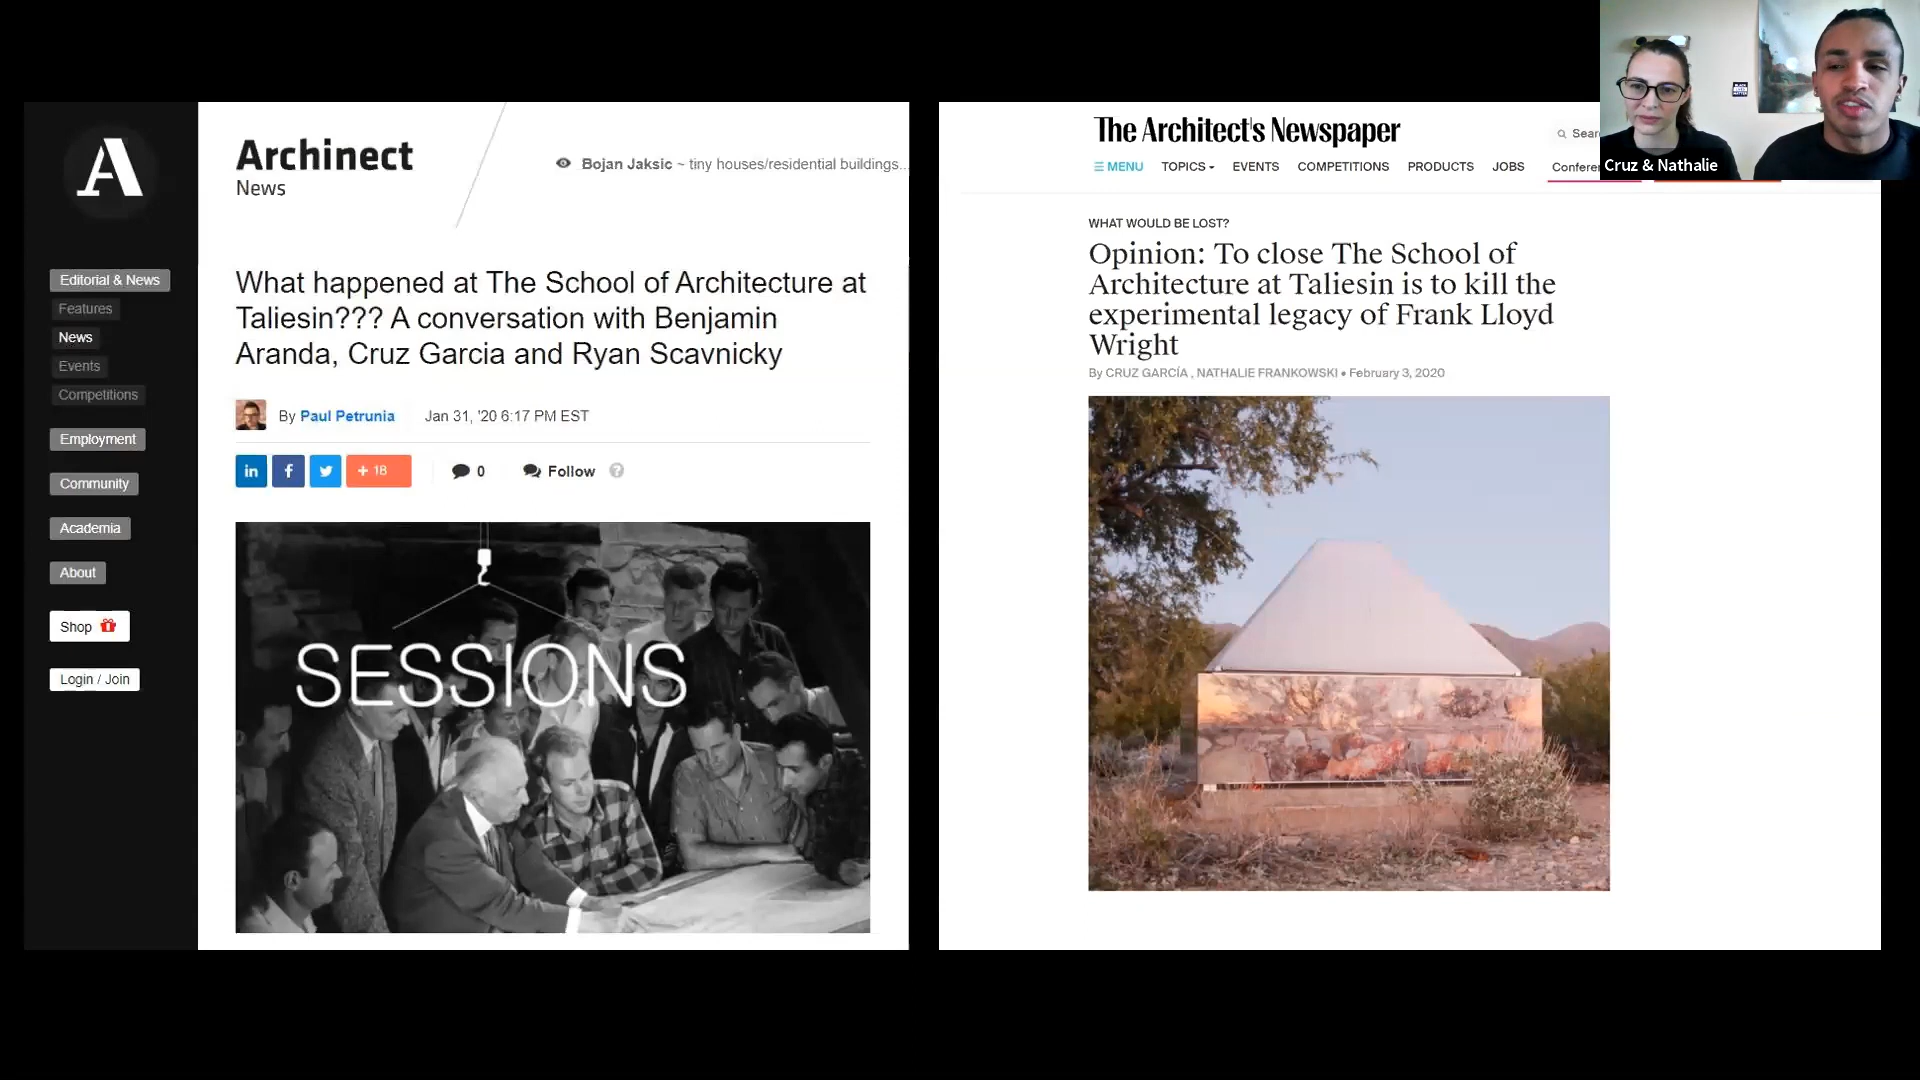 A
Archinect
News
Bojan Jaksic ~ tiny houses/residential buildings...
Editorial & News
Features
News
Events
Competitions
Employment
Community
Academia
About
Shop
Login / Join
What happened at The School of Architecture at
Taliesin??? A conversation with Benjamin
Aranda, Cruz Garcia and Ryan Scavnicky
By Paul Petrunia Jan 31, '20 6:17 PM EST
in f + 18 0 Follow ?
SESSIONS
The Architect's Newspaper
Sear
MENU TOPICS EVENTS COMPETITIONS PRODUCTS JOBS Confere
WHAT WOULD BE LOST?
Opinion: To close The School of
Architecture at Taliesin is to kill the
experimental legacy of Frank Lloyd
Wright
By CRUZ GARCÍA , NATHALIE FRANKOWSKI • February 3, 2020
BLACK
LIVES
MATTER
Cruz & Nathalie